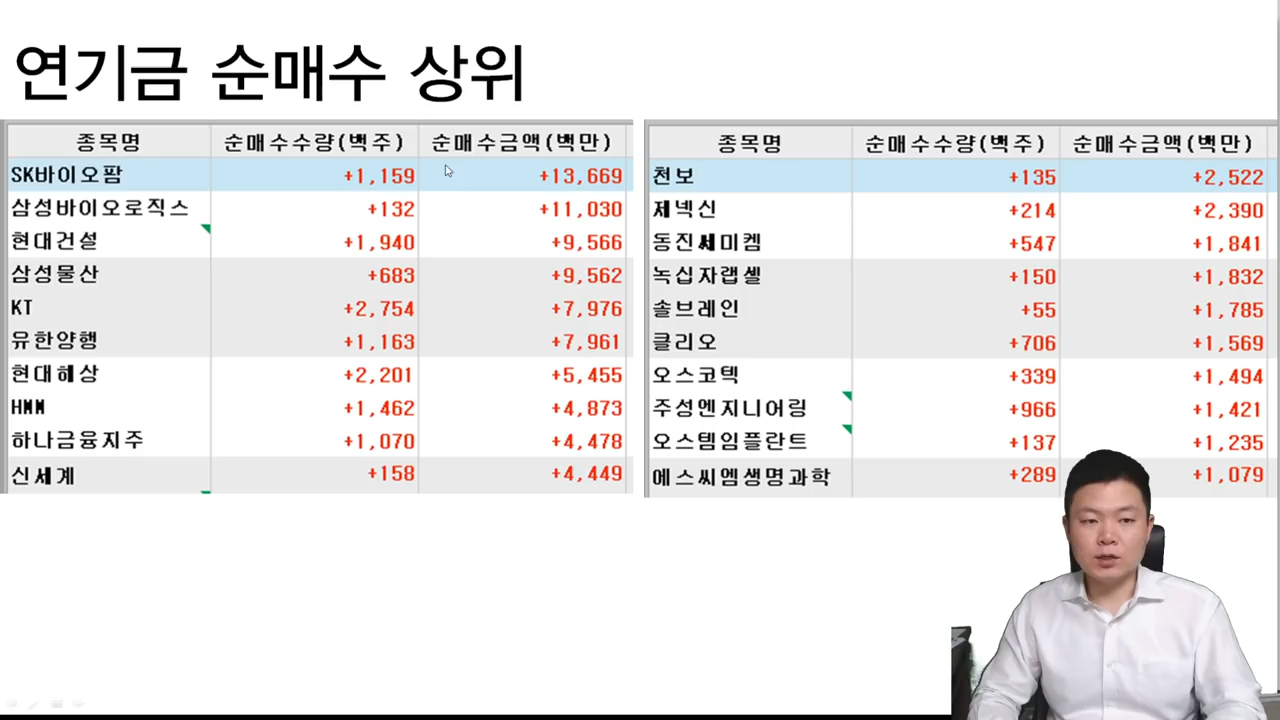 연기금 순매수 상위
종목명 순매수수량(백주) 순매수금액(백만)
SK바이오팜 +1,159 +13,669
삼성바이오로직스 +132 +11,030
현대건설 +1,940 +9,566
삼성물산 +683 +9,562
KT +2,754 +7,976
유한양행 +1,163 +7,961
현대해상 +2,201 +5,455
HMM +1,462 +4,873
하나금융지주 +1,070 +4,478
신세계 +158 +4,449
종목명 순매수수량(백주) 순매수금액(백만)
천보 +135 +2,522
제넥신 +214 +2,390
동진쎄미켐 +547 +1,841
녹십자랩셀 +150 +1,832
솔브레인 +55 +1,785
클리오 +706 +1,569
오스코텍 +339 +1,494
주성엔지니어링 +966 +1,421
오스템임플란트 +137 +1,235
에스씨엠생명과학 +289 +1,079